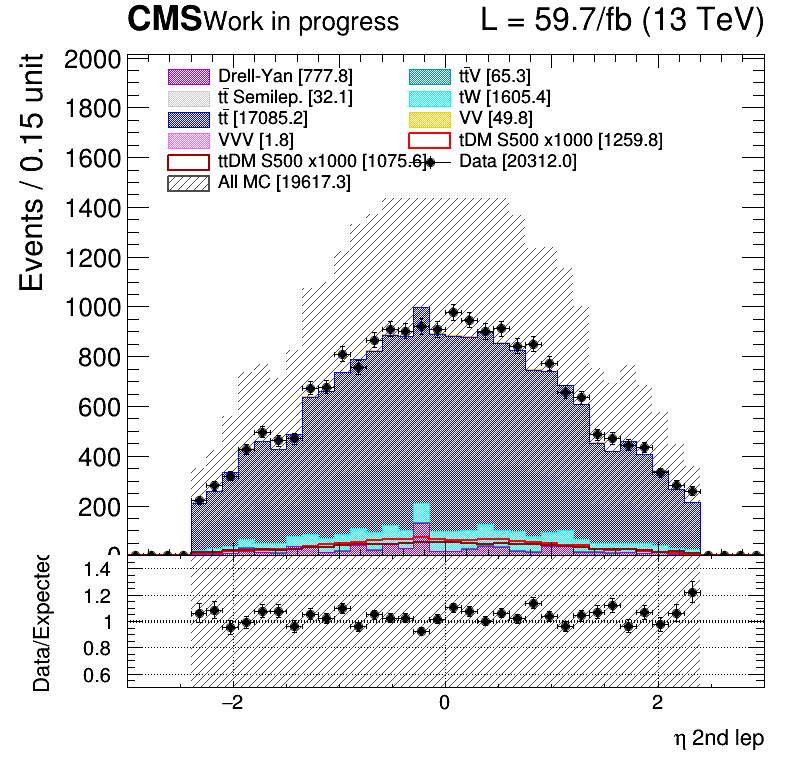 CMS Work in progress L = 59.7/fb (13 TeV)
Events / 0.15 unit
2000
1800
1600
1400
1200
1000
800
600
400
200
0
Drell-Yan [777.8]
tt̄ Semilep. [32.1]
tt̄ [17085.2]
VVV [1.8]
ttDM S500 x1000 [1075.6]
All MC [19617.3]
tt̄V [65.3]
tW [1605.4]
VV [49.8]
tDM S500 x1000 [1259.8]
Data [20312.0]
Data/Expected
1.4
1.2
1
0.8
0.6
−2 0 2
η 2nd lep